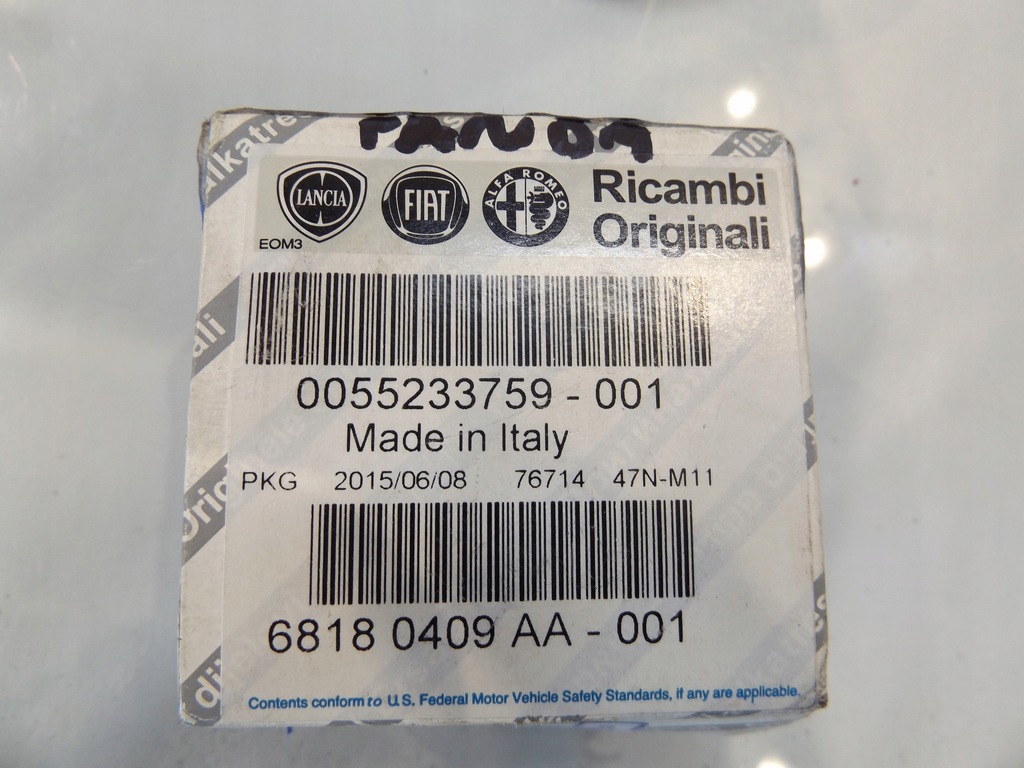 PANDA
LANCIA
FIAT
ALFA ROMEO
Ricambi
Originali
EOM3
0055233759 - 001
Made in Italy
PKG 2015/06/08 76714 47N-M11
6818 0409 AA - 001
Contents conform to U.S. Federal Motor Vehicle Safety Standards, if any are applicable.